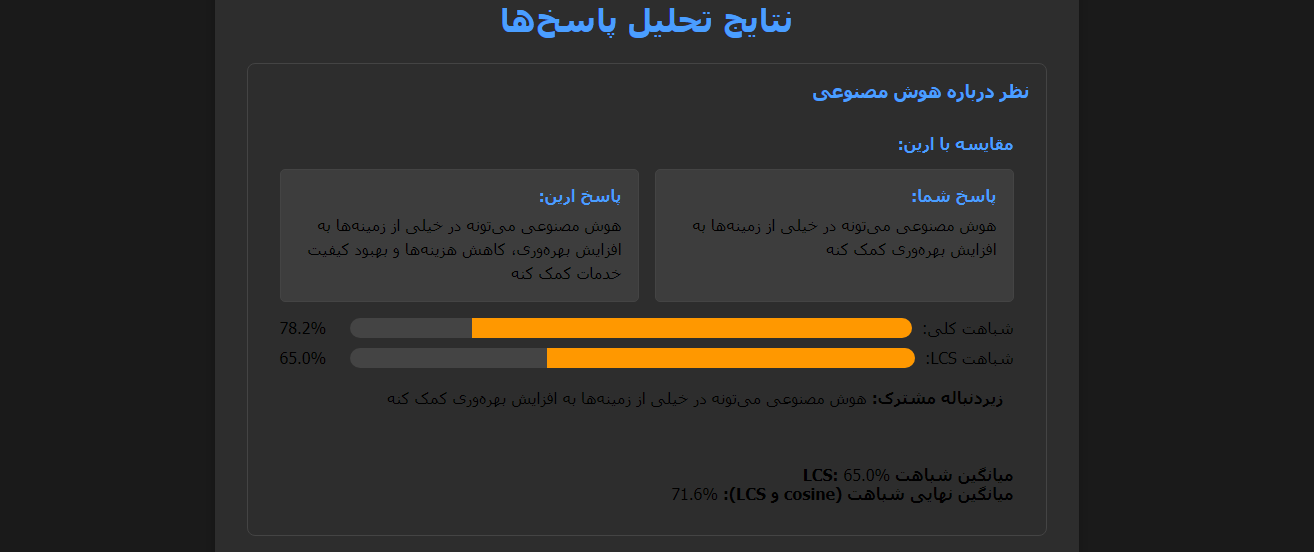 نتایج تحلیل پاسخ‌ها
نظر درباره هوش مصنوعی
مقایسه با ارین:
پاسخ شما:
هوش مصنوعی می‌تونه در خیلی از زمینه‌ها به
افزایش بهره‌وری کمک کنه
پاسخ ارین:
هوش مصنوعی می‌تونه در خیلی از زمینه‌ها به
افزایش بهره‌وری، کاهش هزینه‌ها و بهبود کیفیت
خدمات کمک کنه
شباهت کلی: 78.2%
شباهت LCS: 65.0%
زیردنباله مشترک: هوش مصنوعی می‌تونه در خیلی از زمینه‌ها به افزایش بهره‌وری کمک کنه
میانگین شباهت LCS: 65.0%
میانگین نهایی شباهت (cosine و LCS): 71.6%